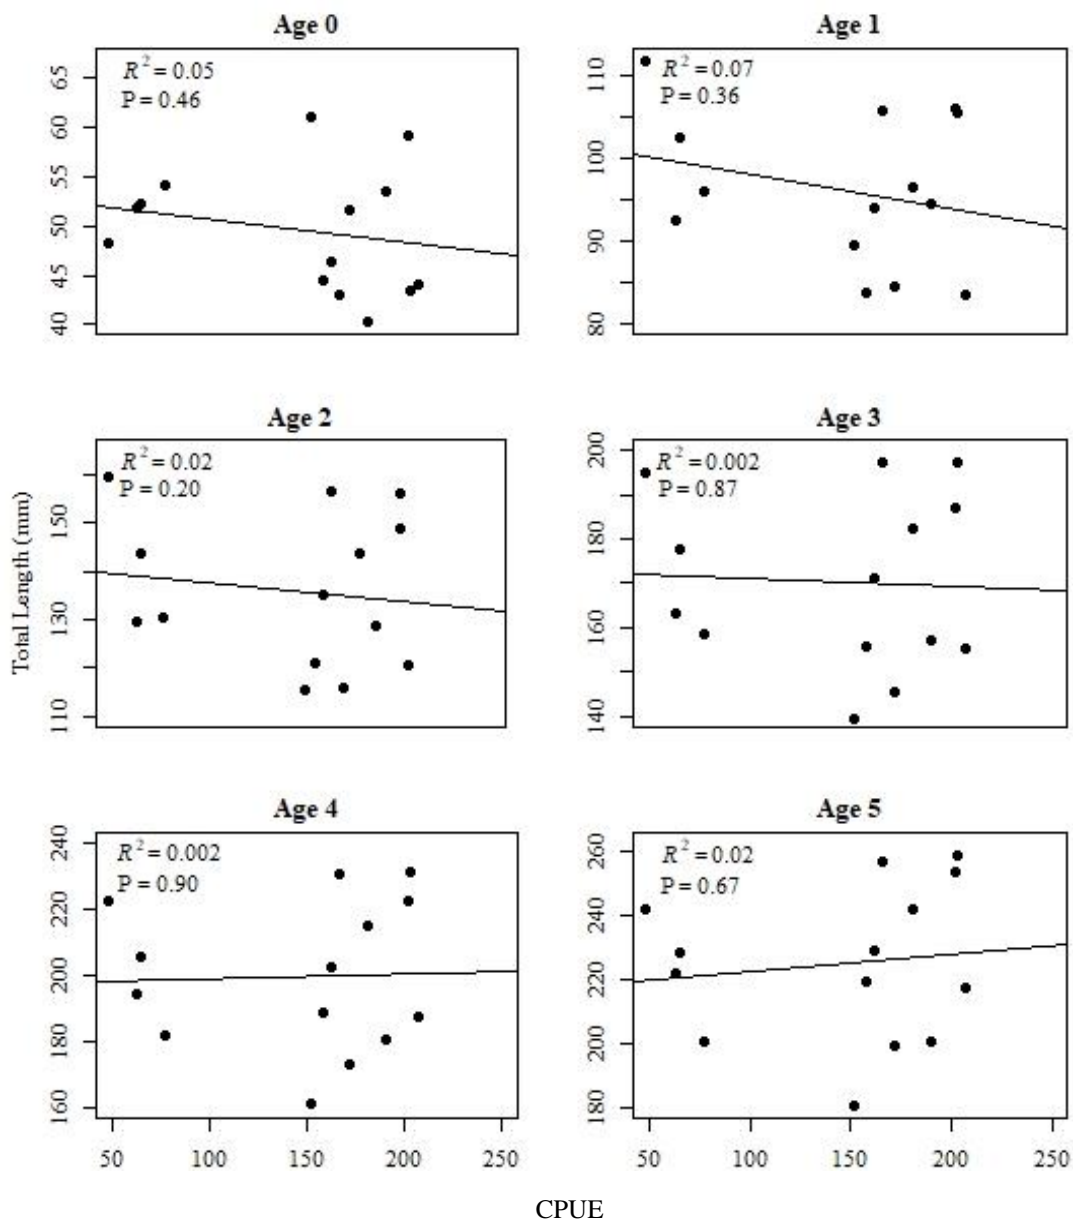 Age 0
R² = 0.05
P = 0.46
65
60
55
50
45
40
Age 1
R² = 0.07
P = 0.36
110
100
90
80
Age 2
R² = 0.02
P = 0.20
150
130
110
Age 3
R² = 0.002
P = 0.87
200
180
160
140
Total Length (mm)
Age 4
R² = 0.002
P = 0.90
240
220
200
180
160
50 100 150 200 250
Age 5
R² = 0.02
P = 0.67
260
240
220
200
180
50 100 150 200 250
CPUE